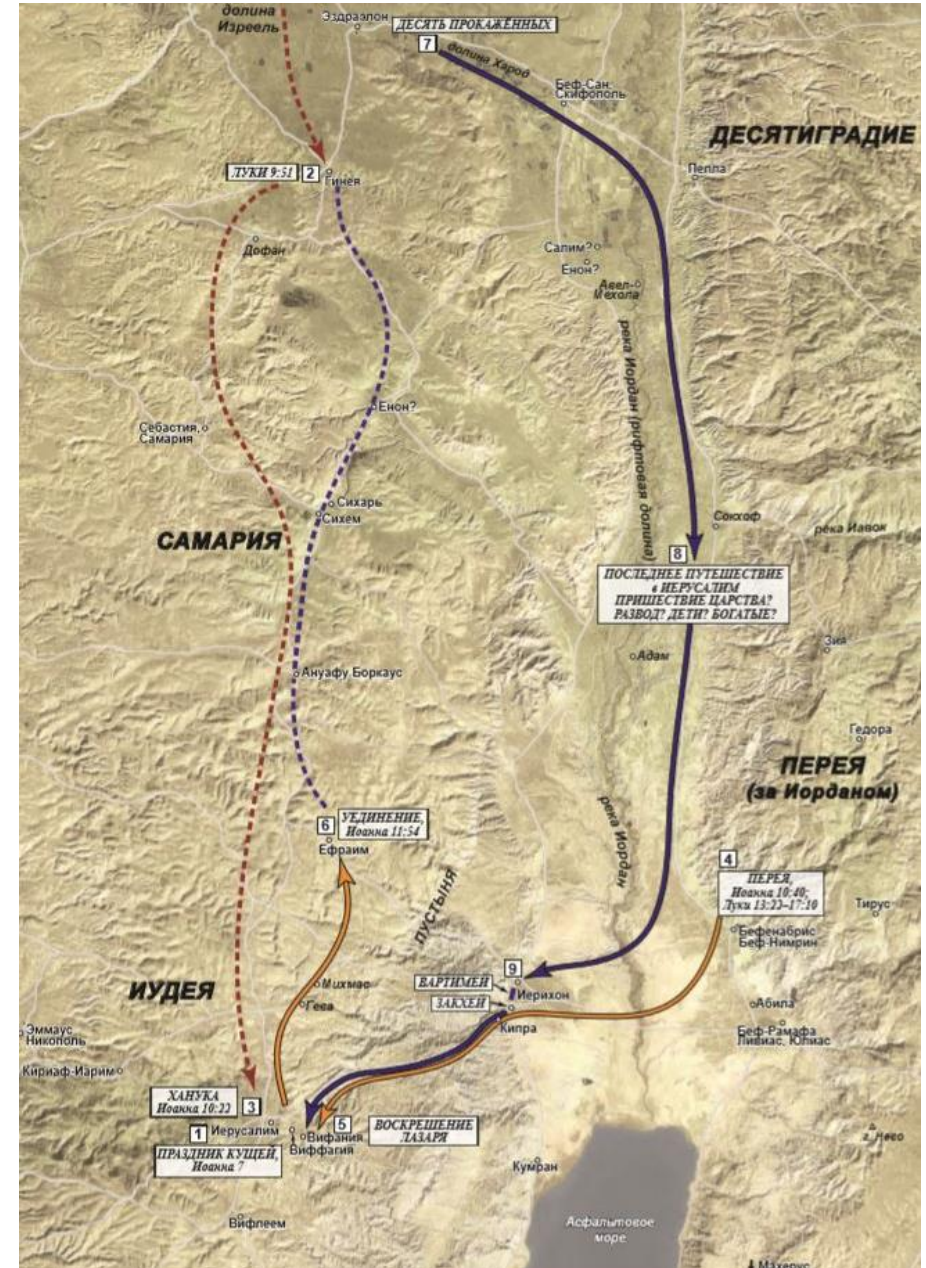 долина
Изреель
Эздраэлон
ДЕСЯТЬ ПРОКАЖЁННЫХ
7
долина Харод
Беф-Сан,
Скифополь
ДЕСЯТИГРАДИЕ
ЛУКИ 9:51
2
Гинея
Пелла
Дофан
Салим?
Енон?
Авел-
Мехола
река Иордан (рифтовая долина)
Енон?
Себастия,
Самария
Сихарь
Сихем
Сокхоф
река Иавок
САМАРИЯ
8
ПОСЛЕДНЕЕ ПУТЕШЕСТВИЕ
в ИЕРУСАЛИМ
ПРИШЕСТВИЕ ЦАРСТВА?
РАЗВОД? ДЕТИ? БОГАТЫЕ?
Зия
Адам
Ануафу Боркаус
Гедора
ПЕРЕЯ
(за Иорданом)
6
УЕДИНЕНИЕ,
Иоанна 11:54
Ефраим
река Иордан
4
ПЕРЕЯ,
Иоанна 10:40;
Луки 13:22–17:10
Тирус
ПУСТЫНЯ
Бефенабрис
Беф-Нимрин
9
ВАРТИМЕЙ
Иерихон
ЗАКХЕЙ
Кипра
Михмас
Гева
ИУДЕЯ
Абила
Беф-Рамафа
Ливиас, Юлиас
Эммаус
Никополь
Кириаф-Иарим
ХАНУКА
Иоанна 10:22
3
1
Иерусалим
5
Вифания
Виффагия
ВОСКРЕШЕНИЕ
ЛАЗАРЯ
ПРАЗДНИК КУЩЕЙ,
Иоанна 7
г. Нево
Кумран
Вифлеем
Асфальтовое
море
Махерус